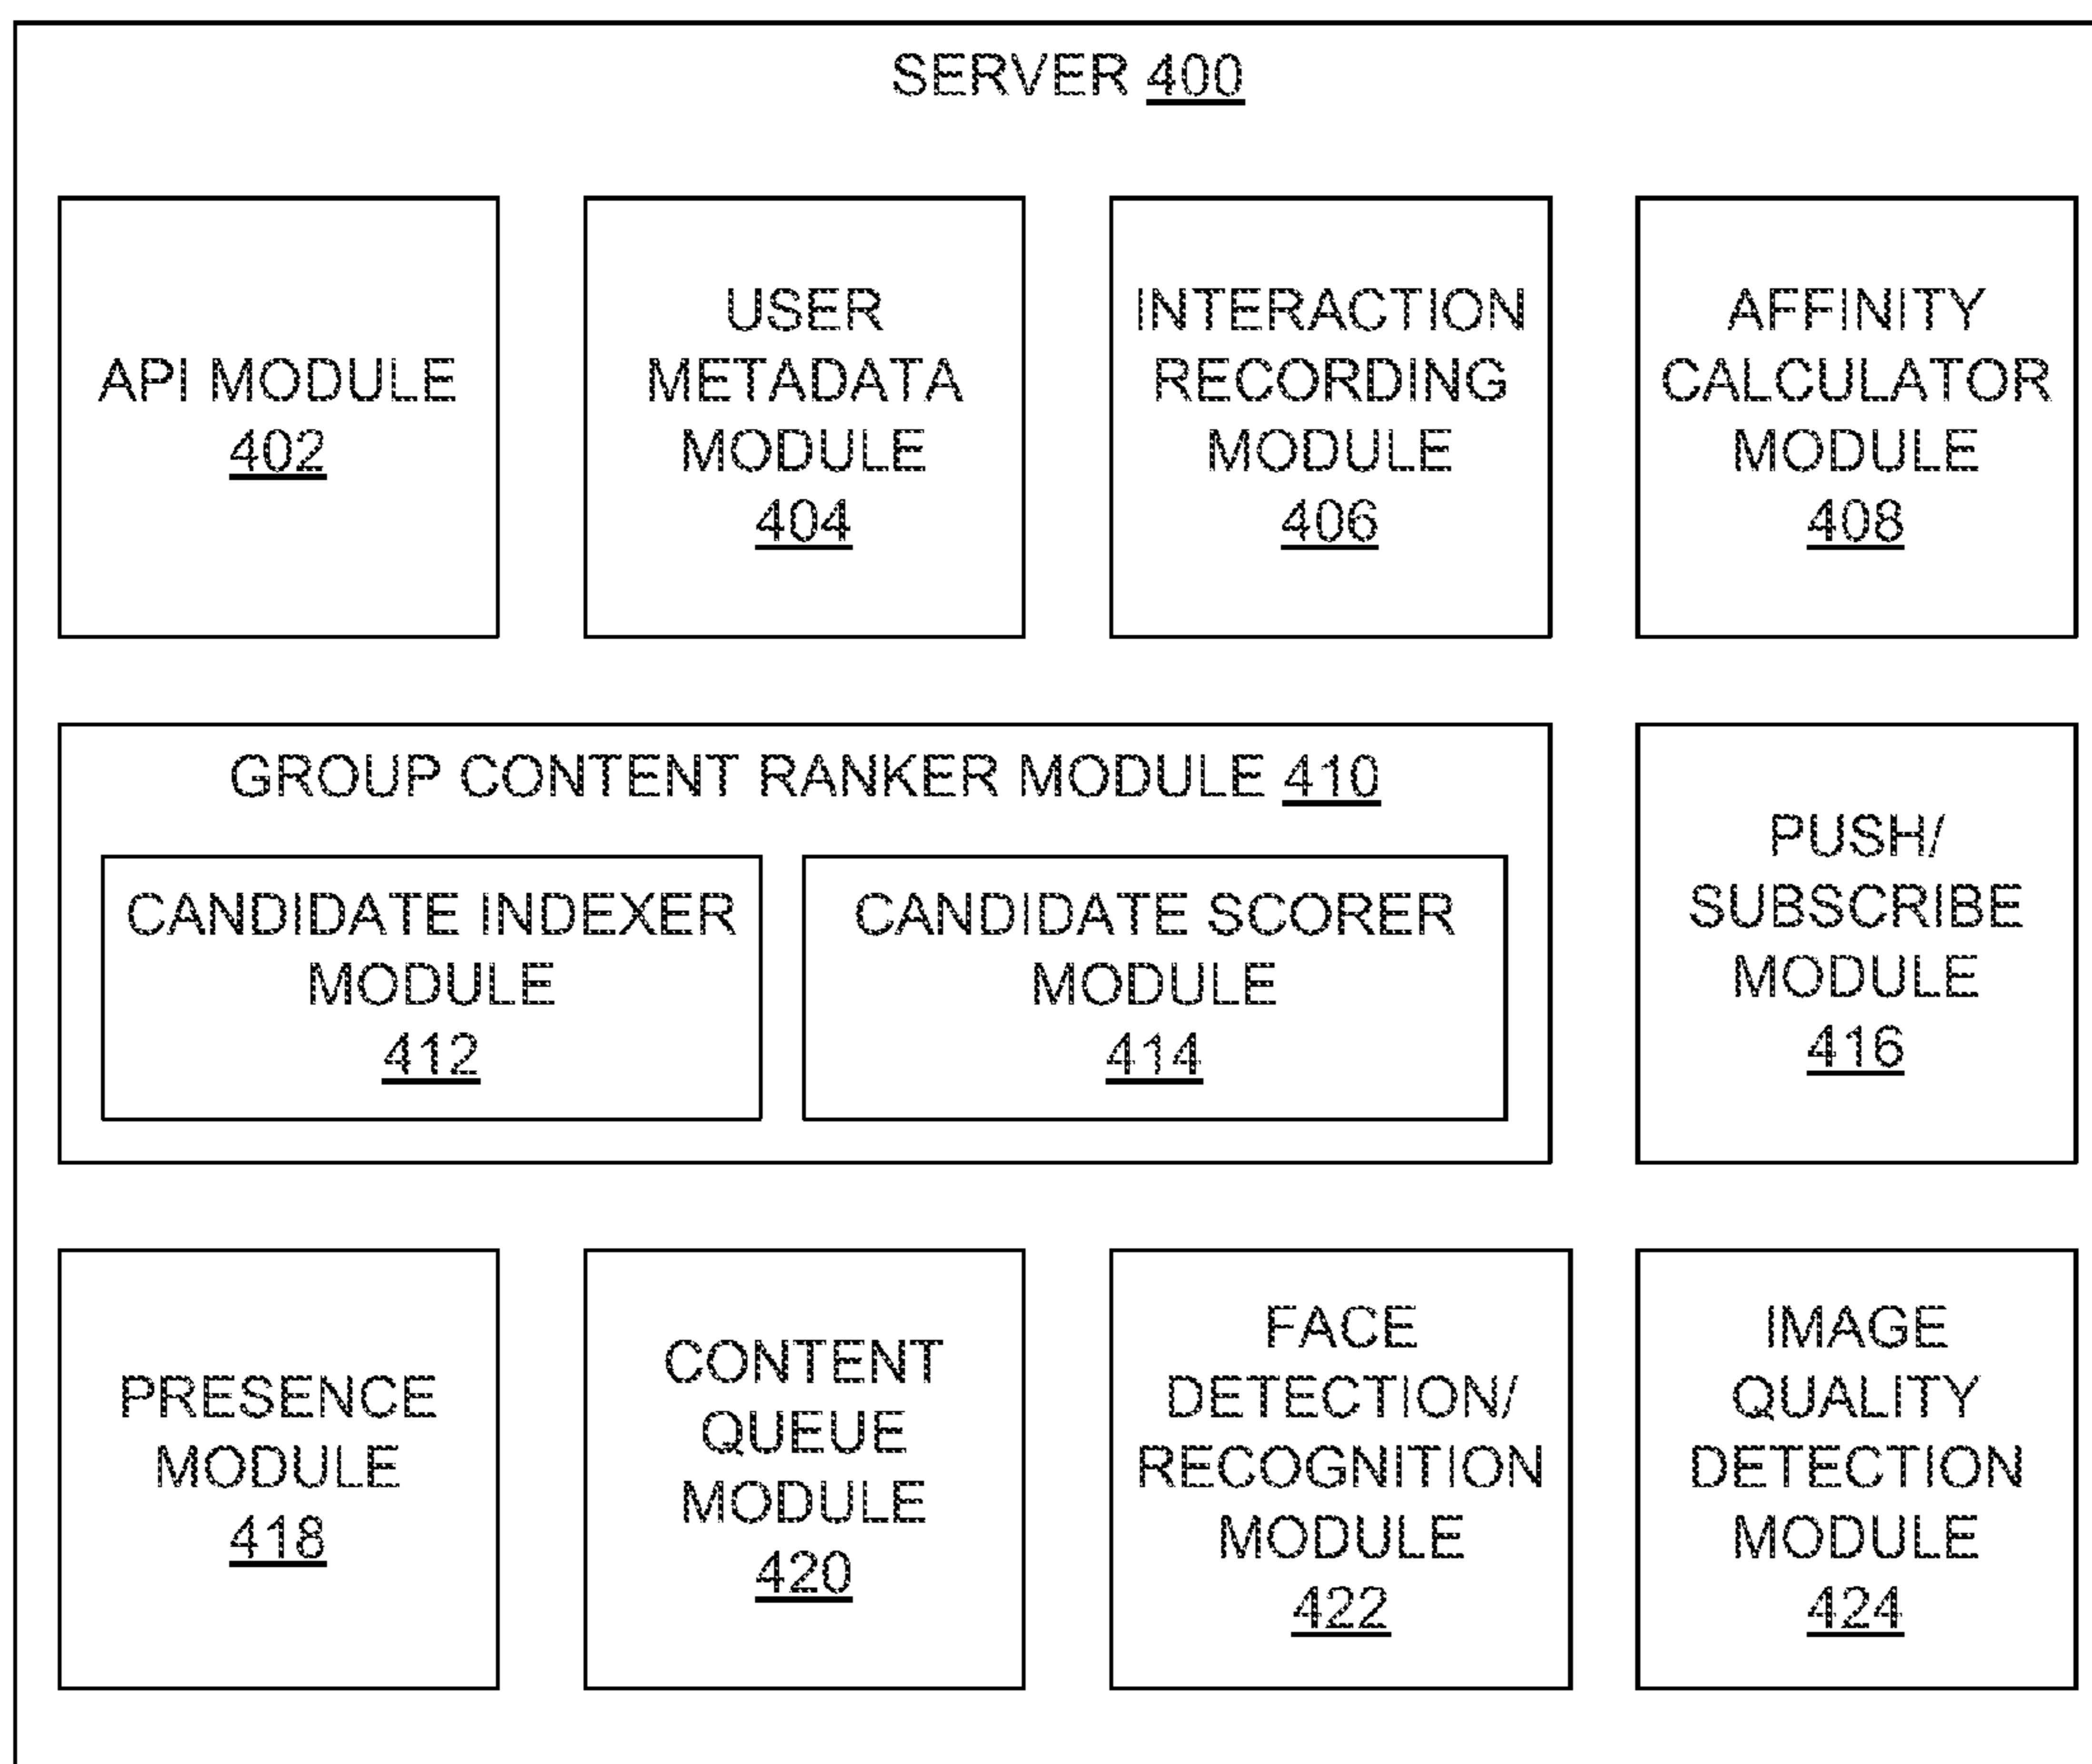 SERVER 400
API MODULE
402
USER
METADATA
MODULE
404
INTERACTION
RECORDING
MODULE
406
AFFINITY
CALCULATOR
MODULE
408
GROUP CONTENT RANKER MODULE 410
CANDIDATE INDEXER
MODULE
412
CANDIDATE SCORER
MODULE
414
PUSH/
SUBSCRIBE
MODULE
416
PRESENCE
MODULE
418
CONTENT
QUEUE
MODULE
420
FACE
DETECTION/
RECOGNITION
MODULE
422
IMAGE
QUALITY
DETECTION
MODULE
424